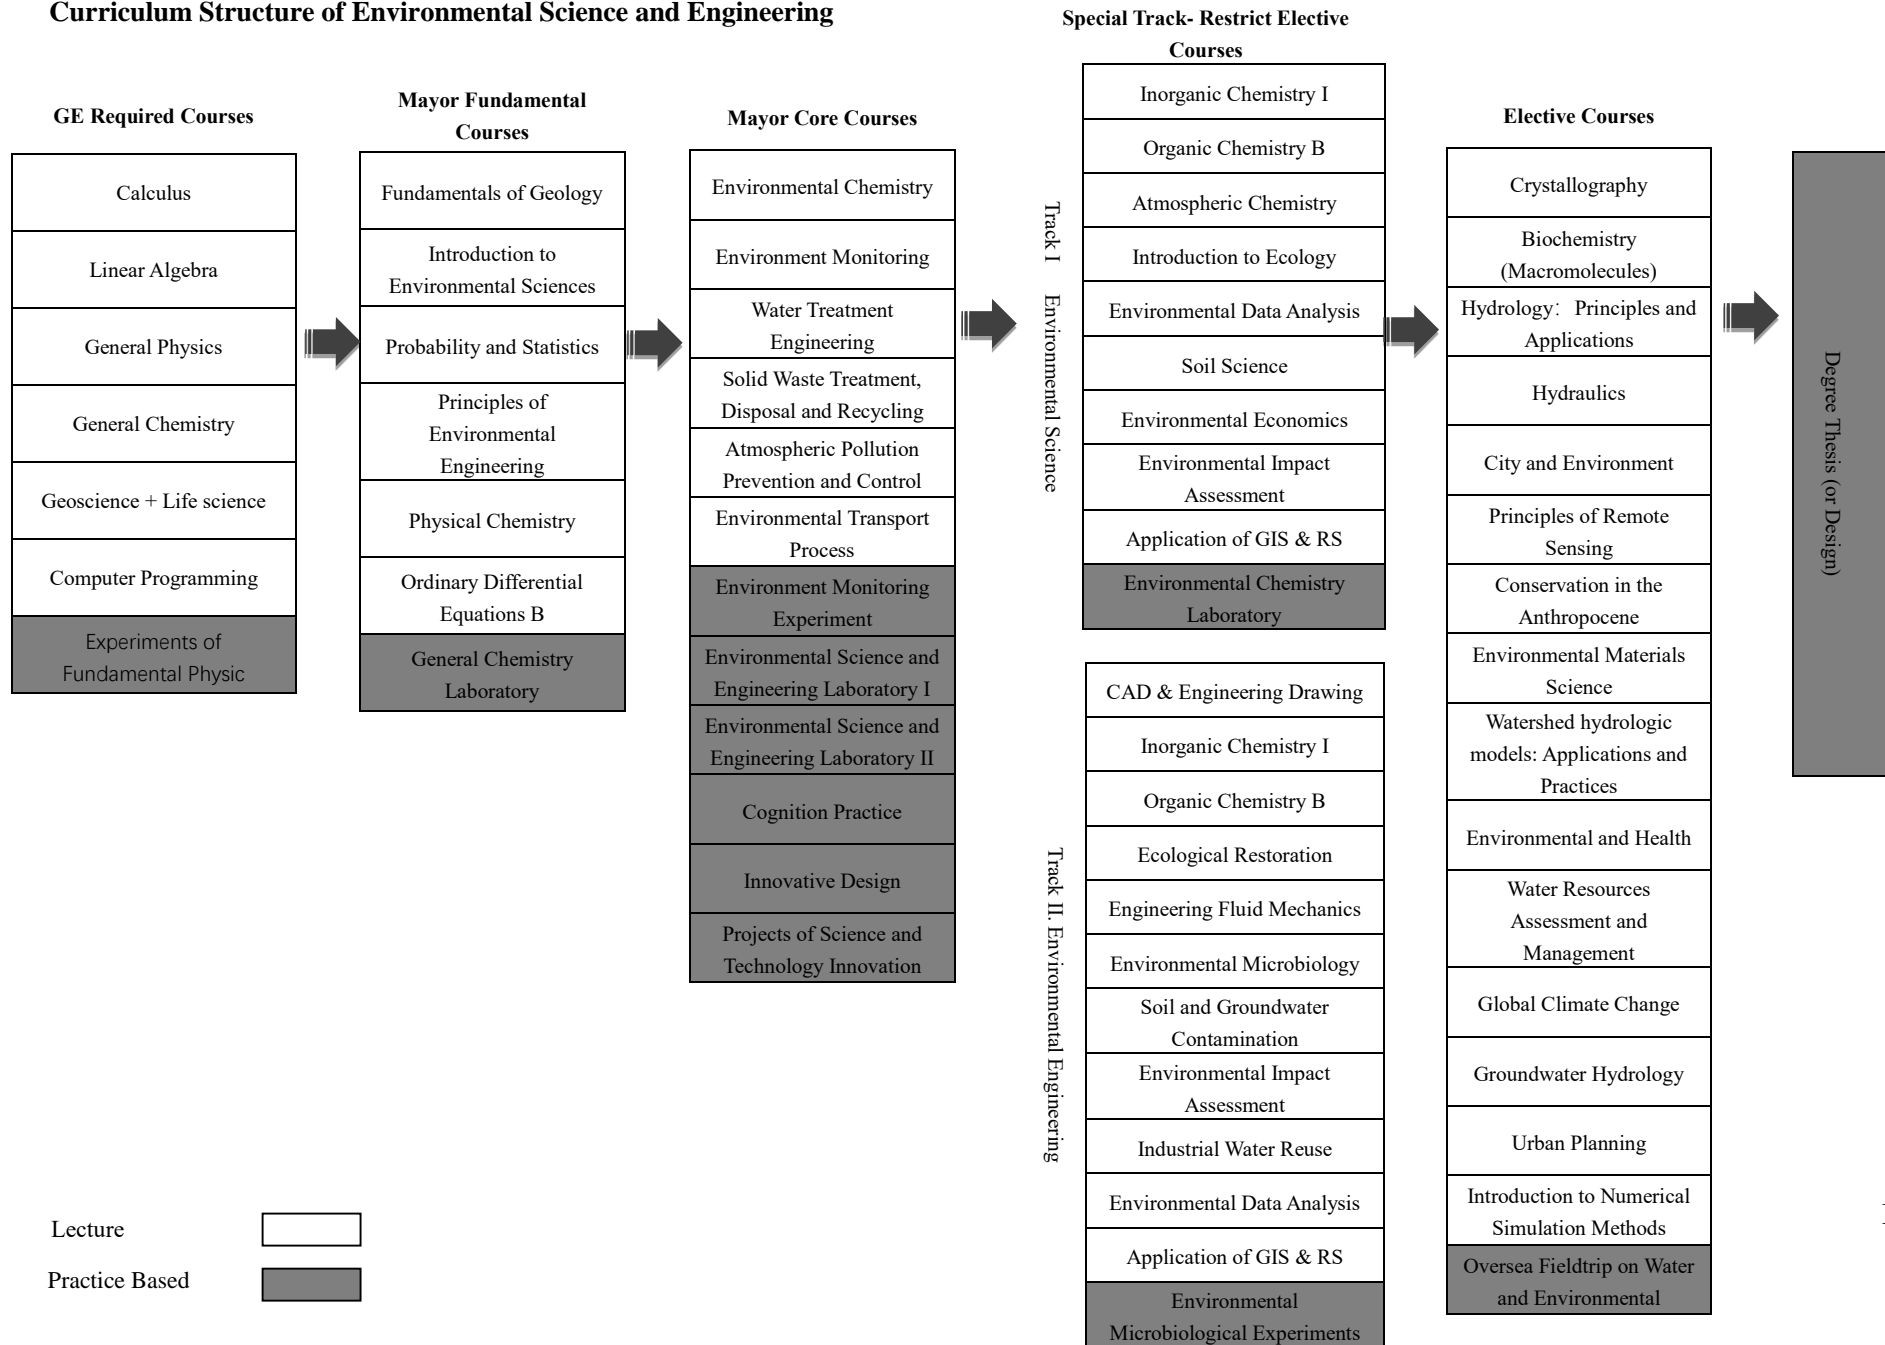 Curriculum Structure of Environmental Science and Engineering
GE Required Courses
Calculus
Linear Algebra
General Physics
General Chemistry
Geoscience + Life science
Computer Programming
Experiments of
Fundamental Physic
Mayor Fundamental
Courses
Fundamentals of Geology
Introduction to
Environmental Sciences
Probability and Statistics
Principles of
Environmental
Engineering
Physical Chemistry
Ordinary Differential
Equations B
General Chemistry
Laboratory
Mayor Core Courses
Environmental Chemistry
Environment Monitoring
Water Treatment
Engineering
Solid Waste Treatment,
Disposal and Recycling
Atmospheric Pollution
Prevention and Control
Environmental Transport
Process
Environment Monitoring
Experiment
Environmental Science and
Engineering Laboratory I
Environmental Science and
Engineering Laboratory II
Cognition Practice
Innovative Design
Projects of Science and
Technology Innovation
Special Track- Restrict Elective
Courses
Track I    Environmental Science
Inorganic Chemistry I
Organic Chemistry B
Atmospheric Chemistry
Introduction to Ecology
Environmental Data Analysis
Soil Science
Environmental Economics
Environmental Impact
Assessment
Application of GIS & RS
Environmental Chemistry
Laboratory
Track II. Environmental Engineering
CAD & Engineering Drawing
Inorganic Chemistry I
Organic Chemistry B
Ecological Restoration
Engineering Fluid Mechanics
Environmental Microbiology
Soil and Groundwater
Contamination
Environmental Impact
Assessment
Industrial Water Reuse
Environmental Data Analysis
Application of GIS & RS
Environmental
Microbiological Experiments
Elective Courses
Crystallography
Biochemistry
(Macromolecules)
Hydrology：Principles and
Applications
Hydraulics
City and Environment
Principles of Remote
Sensing
Conservation in the
Anthropocene
Environmental Materials
Science
Watershed hydrologic
models: Applications and
Practices
Environmental and Health
Water Resources
Assessment and
Management
Global Climate Change
Groundwater Hydrology
Urban Planning
Introduction to Numerical
Simulation Methods
Oversea Fieldtrip on Water
and Environmental
Degree Thesis (or Design)
Lecture
Practice Based